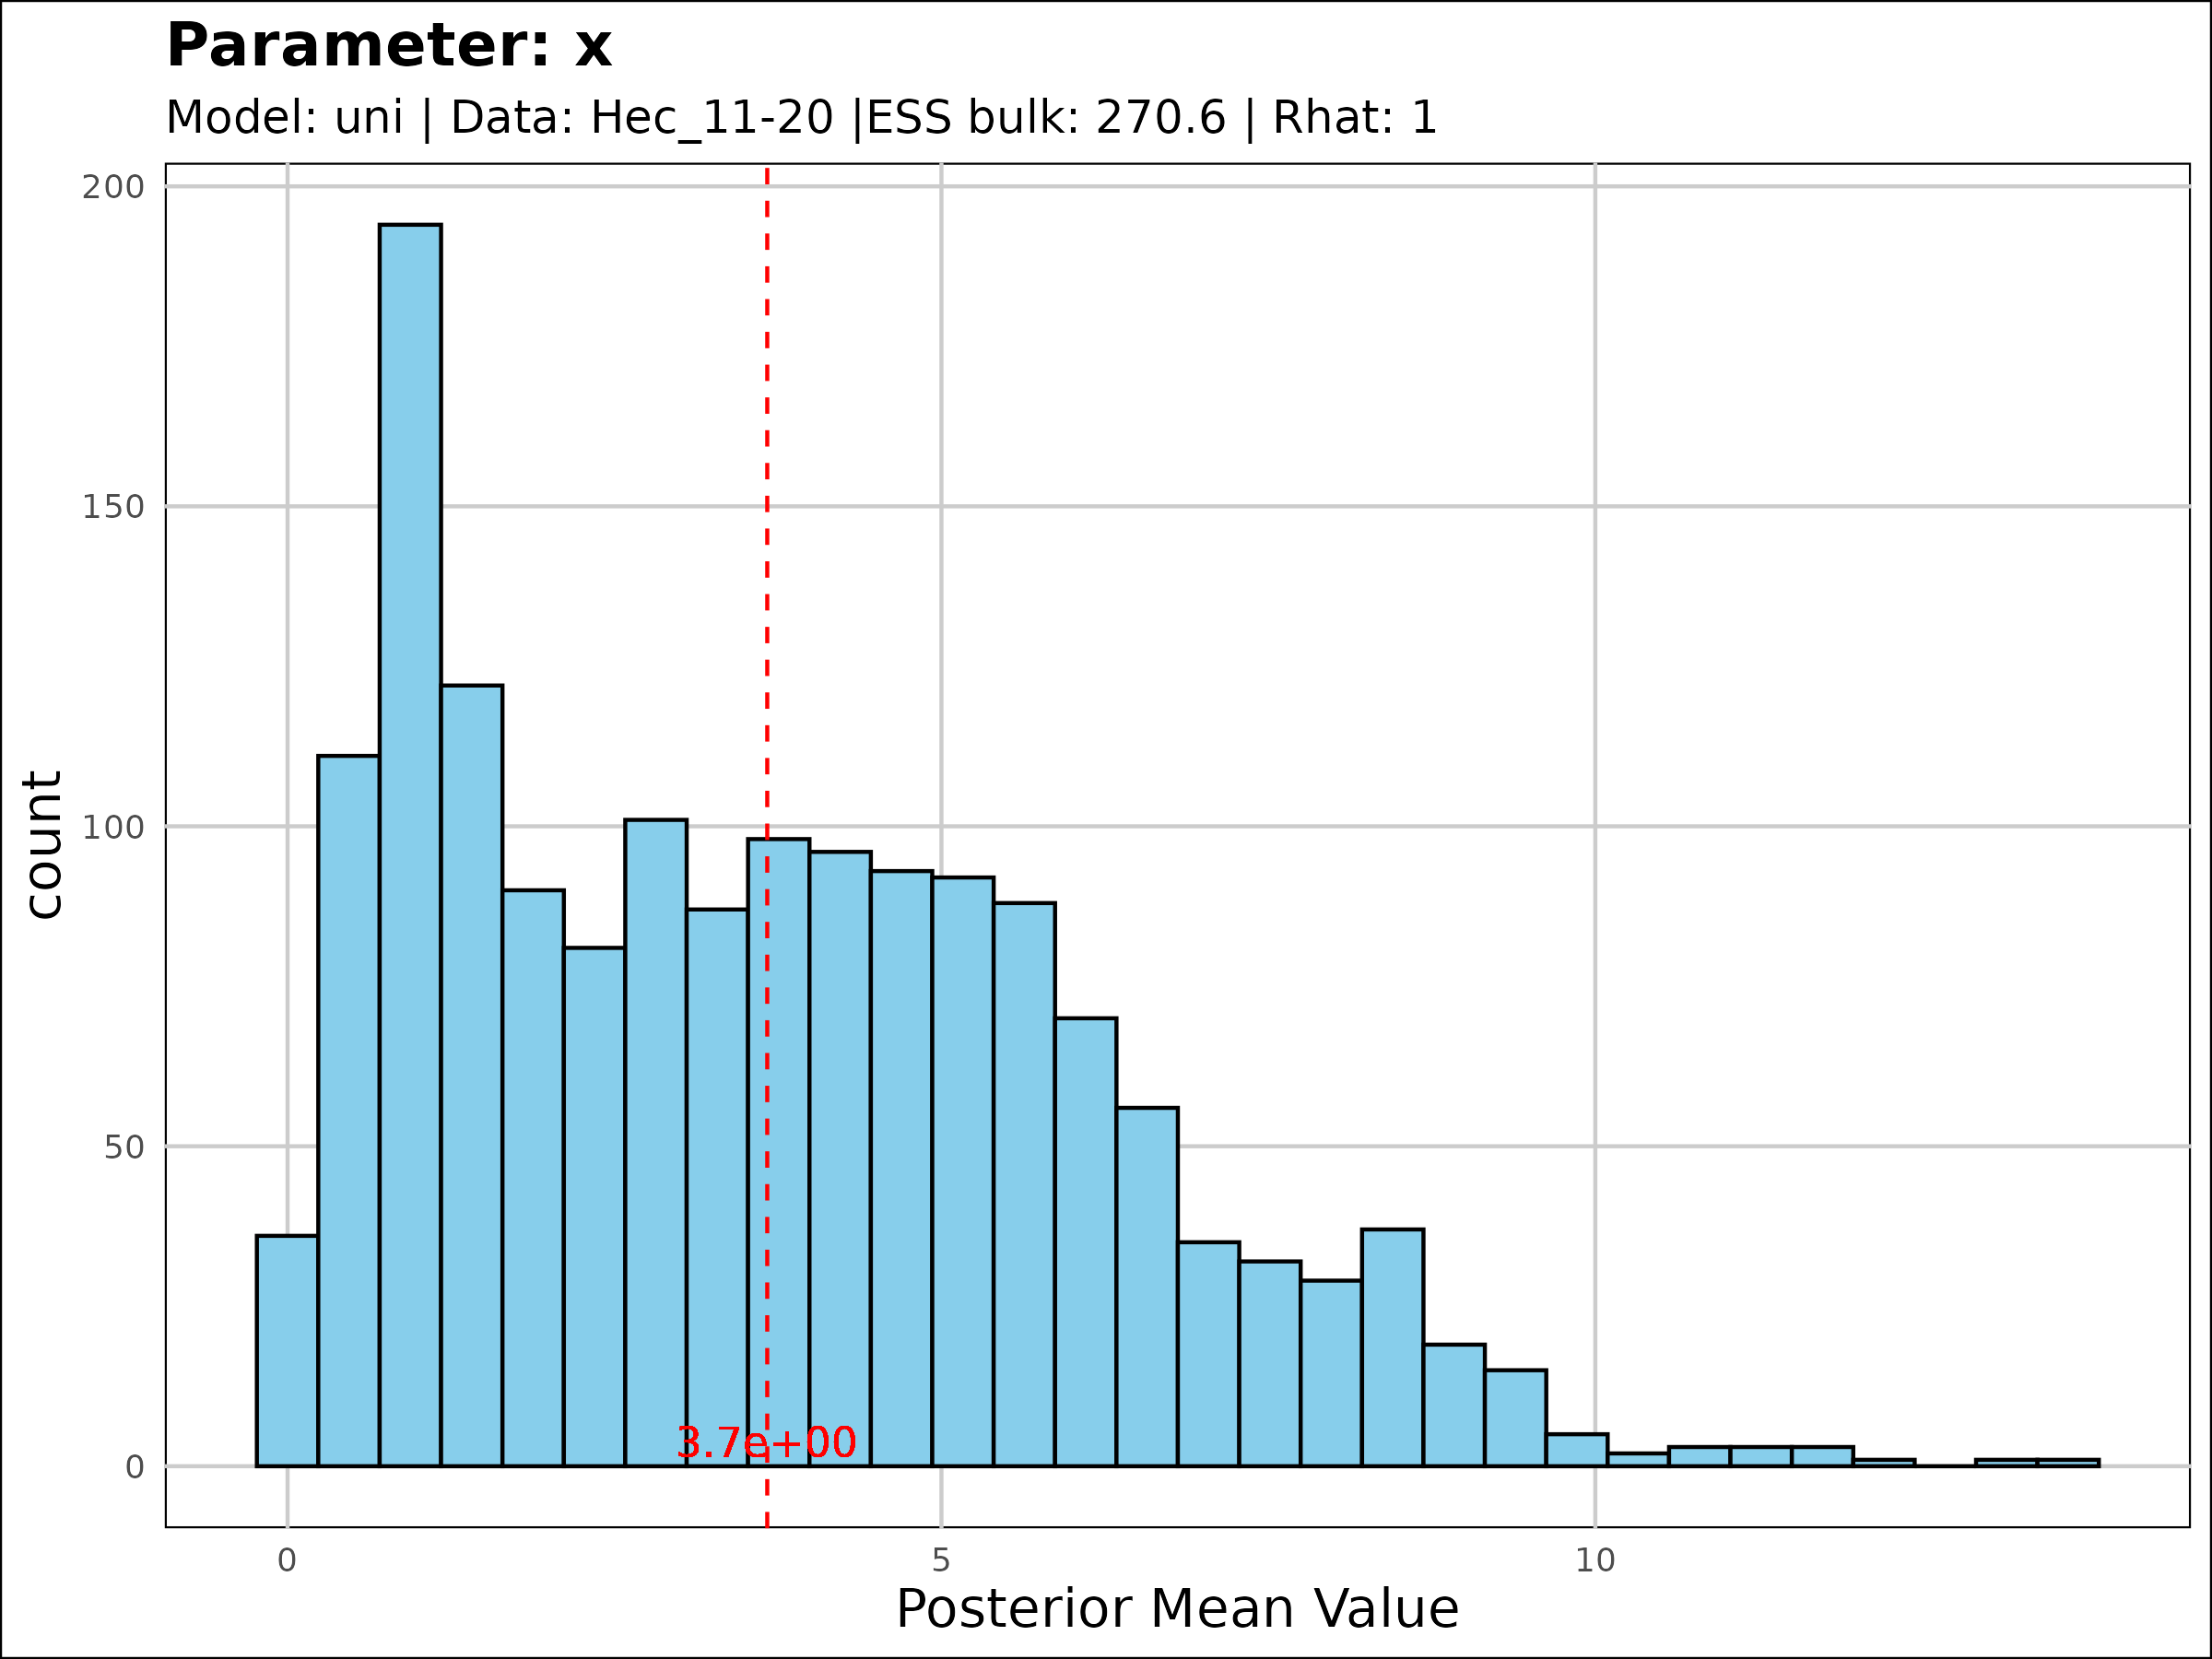 Parameter: x
Model: uni | Data: Hec_11-20 |ESS bulk: 270.6 | Rhat: 1
200
150
100
50
0
count
3.7e+00
0 5 10
Posterior Mean Value